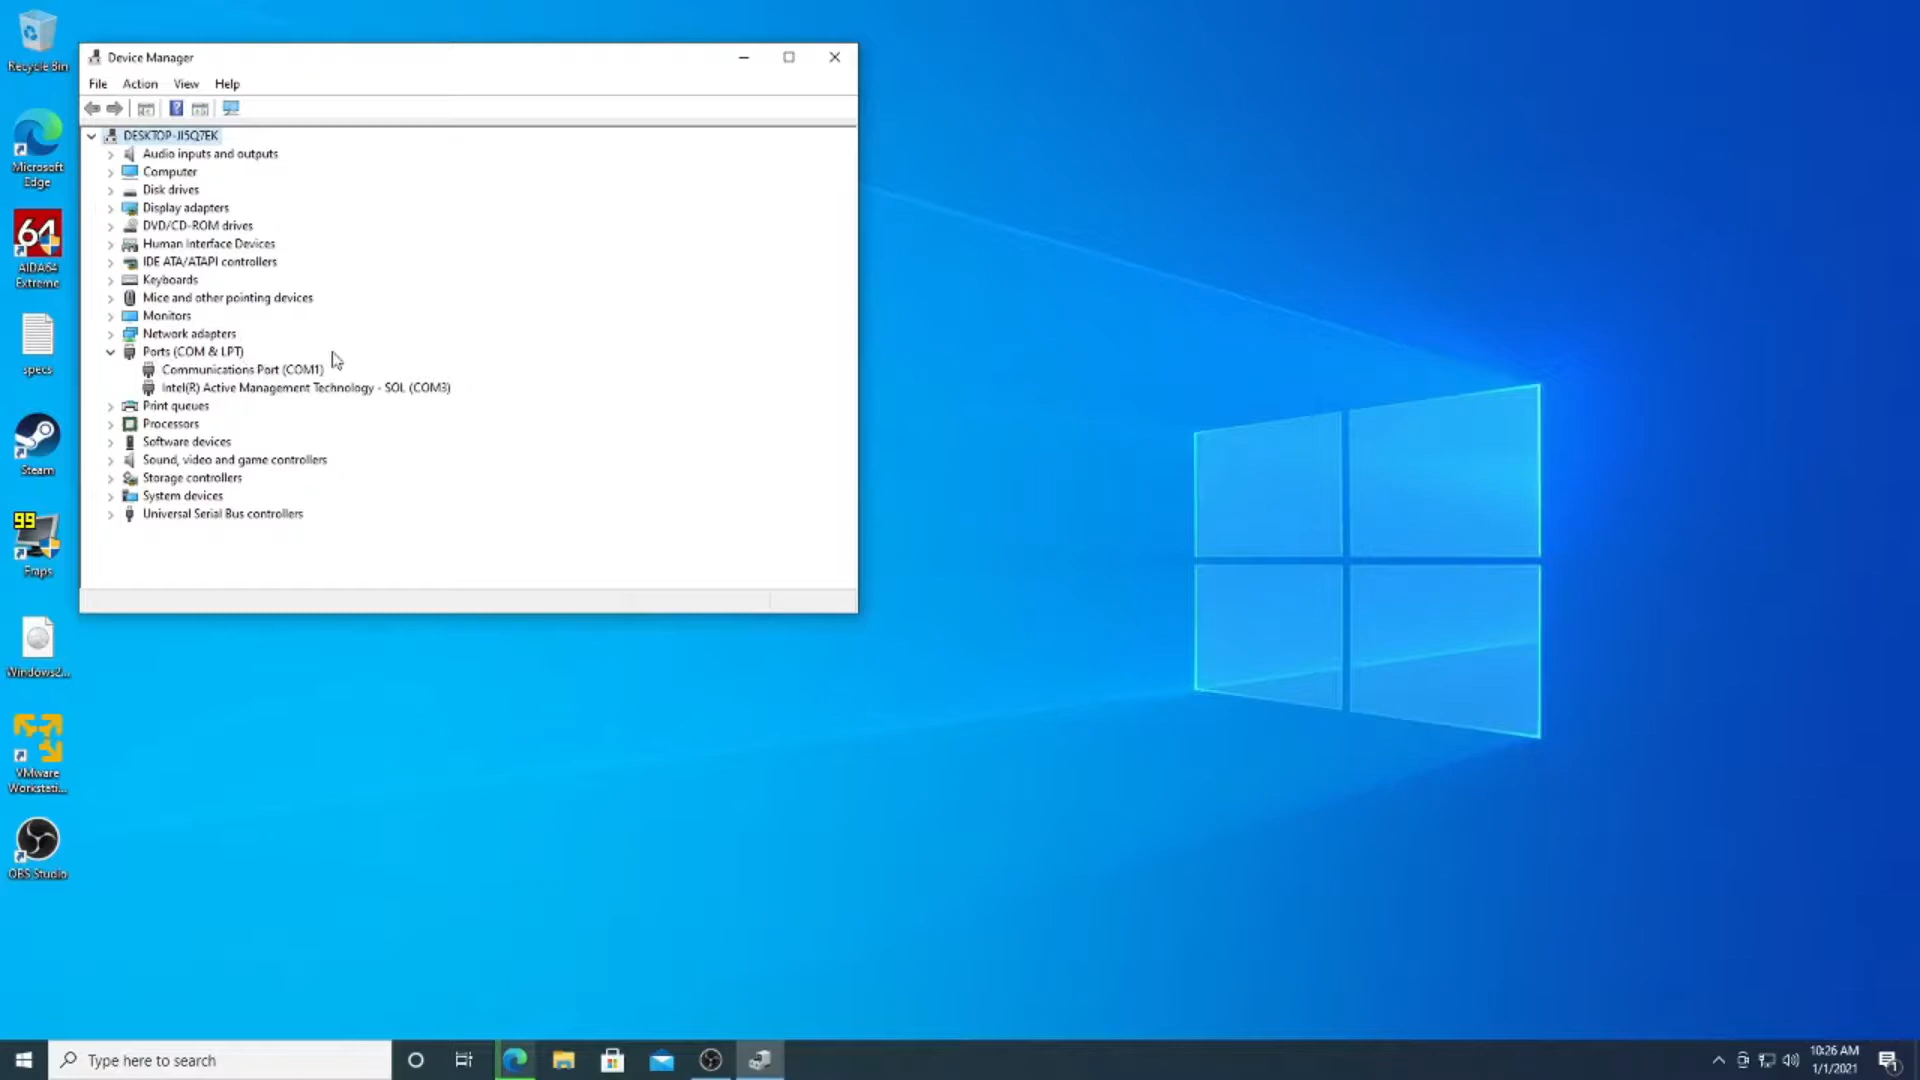 Device Manager
File Action View Help
DESKTOP-JI5Q7EK
Audio inputs and outputs
Computer
Disk drives
Display adapters
DVD/CD-ROM drives
Human Interface Devices
IDE ATA/ATAPI controllers
Keyboards
Mice and other pointing devices
Monitors
Network adapters
Ports (COM & LPT)
Communications Port (COM1)
Intel(R) Active Management Technology - SOL (COM3)
Print queues
Processors
Software devices
Sound, video and game controllers
Storage controllers
System devices
Universal Serial Bus controllers
Recycle Bin
Microsoft
Edge
64
AIDA64
Extreme
specs
Steam
99
Fraps
Windows2...
VMware
Workstati...
OBS Studio
Type here to search
10:26 AM
1/1/2021
1